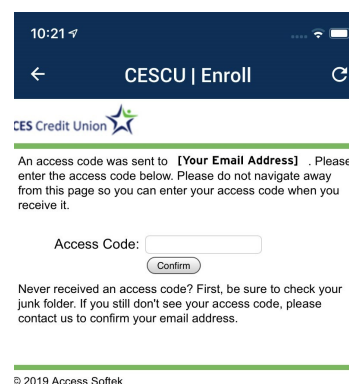 10:21
CESCU | Enroll
CES Credit Union
An access code was sent to [Your Email Address] . Please
enter the access code below. Please do not navigate away
from this page so you can enter your access code when you
receive it.
Access Code:
Confirm
Never received an access code? First, be sure to check your
junk folder. If you still don't see your access code, please
contact us to confirm your email address.
© 2019 Access Softek